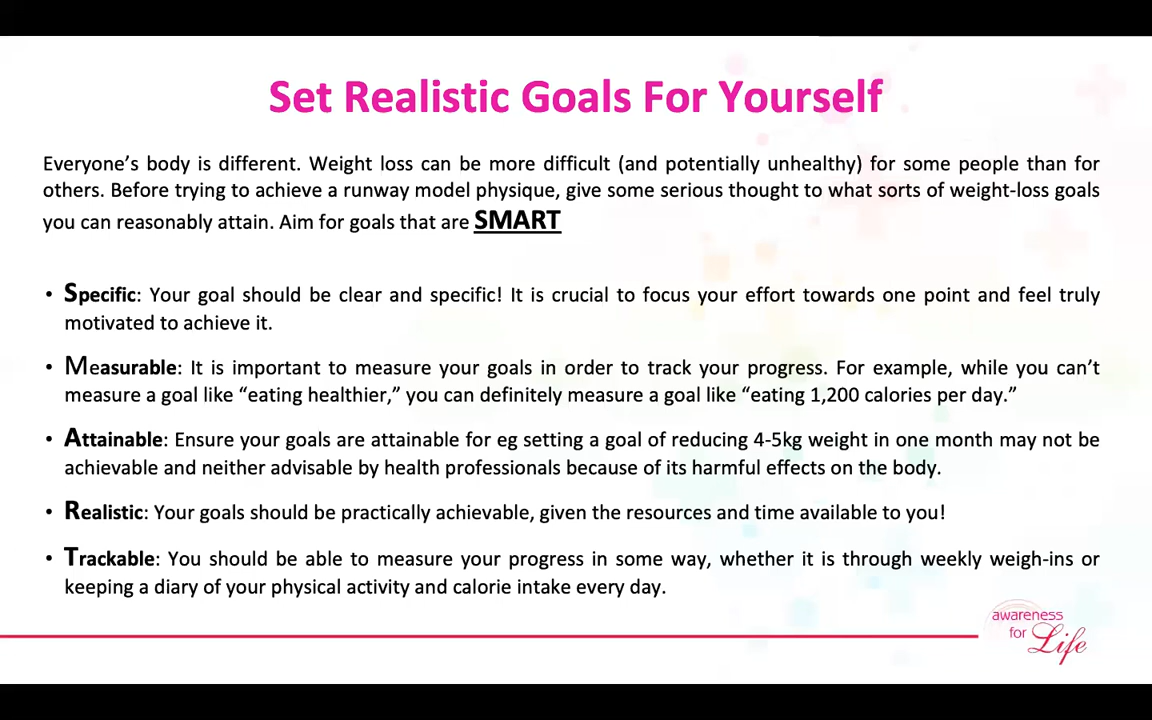 Set Realistic Goals For Yourself
Everyone’s body is different. Weight loss can be more difficult (and potentially unhealthy) for some people than for
others. Before trying to achieve a runway model physique, give some serious thought to what sorts of weight-loss goals
you can reasonably attain. Aim for goals that are SMART
• Specific: Your goal should be clear and specific! It is crucial to focus your effort towards one point and feel truly
motivated to achieve it.
• Measurable: It is important to measure your goals in order to track your progress. For example, while you can’t
measure a goal like “eating healthier,” you can definitely measure a goal like “eating 1,200 calories per day.”
• Attainable: Ensure your goals are attainable for eg setting a goal of reducing 4-5kg weight in one month may not be
achievable and neither advisable by health professionals because of its harmful effects on the body.
• Realistic: Your goals should be practically achievable, given the resources and time available to you!
• Trackable: You should be able to measure your progress in some way, whether it is through weekly weigh-ins or
keeping a diary of your physical activity and calorie intake every day.
awareness
for Life